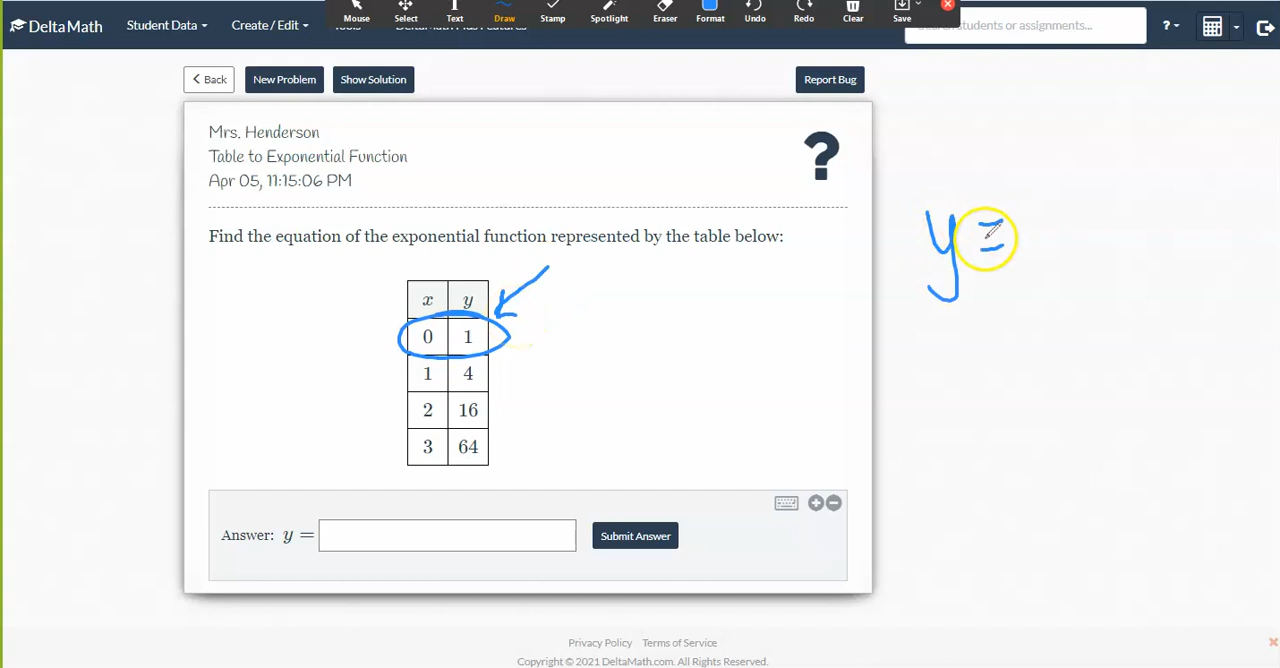 Mouse Select Text Draw Stamp Spotlight Eraser Format Undo Redo Clear Save
DeltaMath Student Data Create / Edit students or assignments... ?
Back New Problem Show Solution Report Bug
Mrs. Henderson
Table to Exponential Function
Apr 05, 11:15:06 PM
?
Find the equation of the exponential function represented by the table below:
y =
x y
0 1
1 4
2 16
3 64
Answer: y = Submit Answer
Privacy Policy Terms of Service
Copyright © 2021 DeltaMath.com. All Rights Reserved.